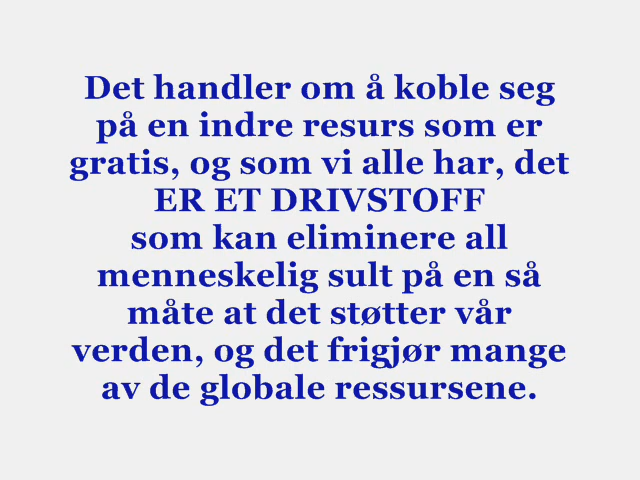 Det handler om å koble seg
på en indre resurs som er
gratis, og som vi alle har, det
ER ET DRIVSTOFF
som kan eliminere all
menneskelig sult på en så
måte at det støtter vår
verden, og det frigjør mange
av de globale ressursene.